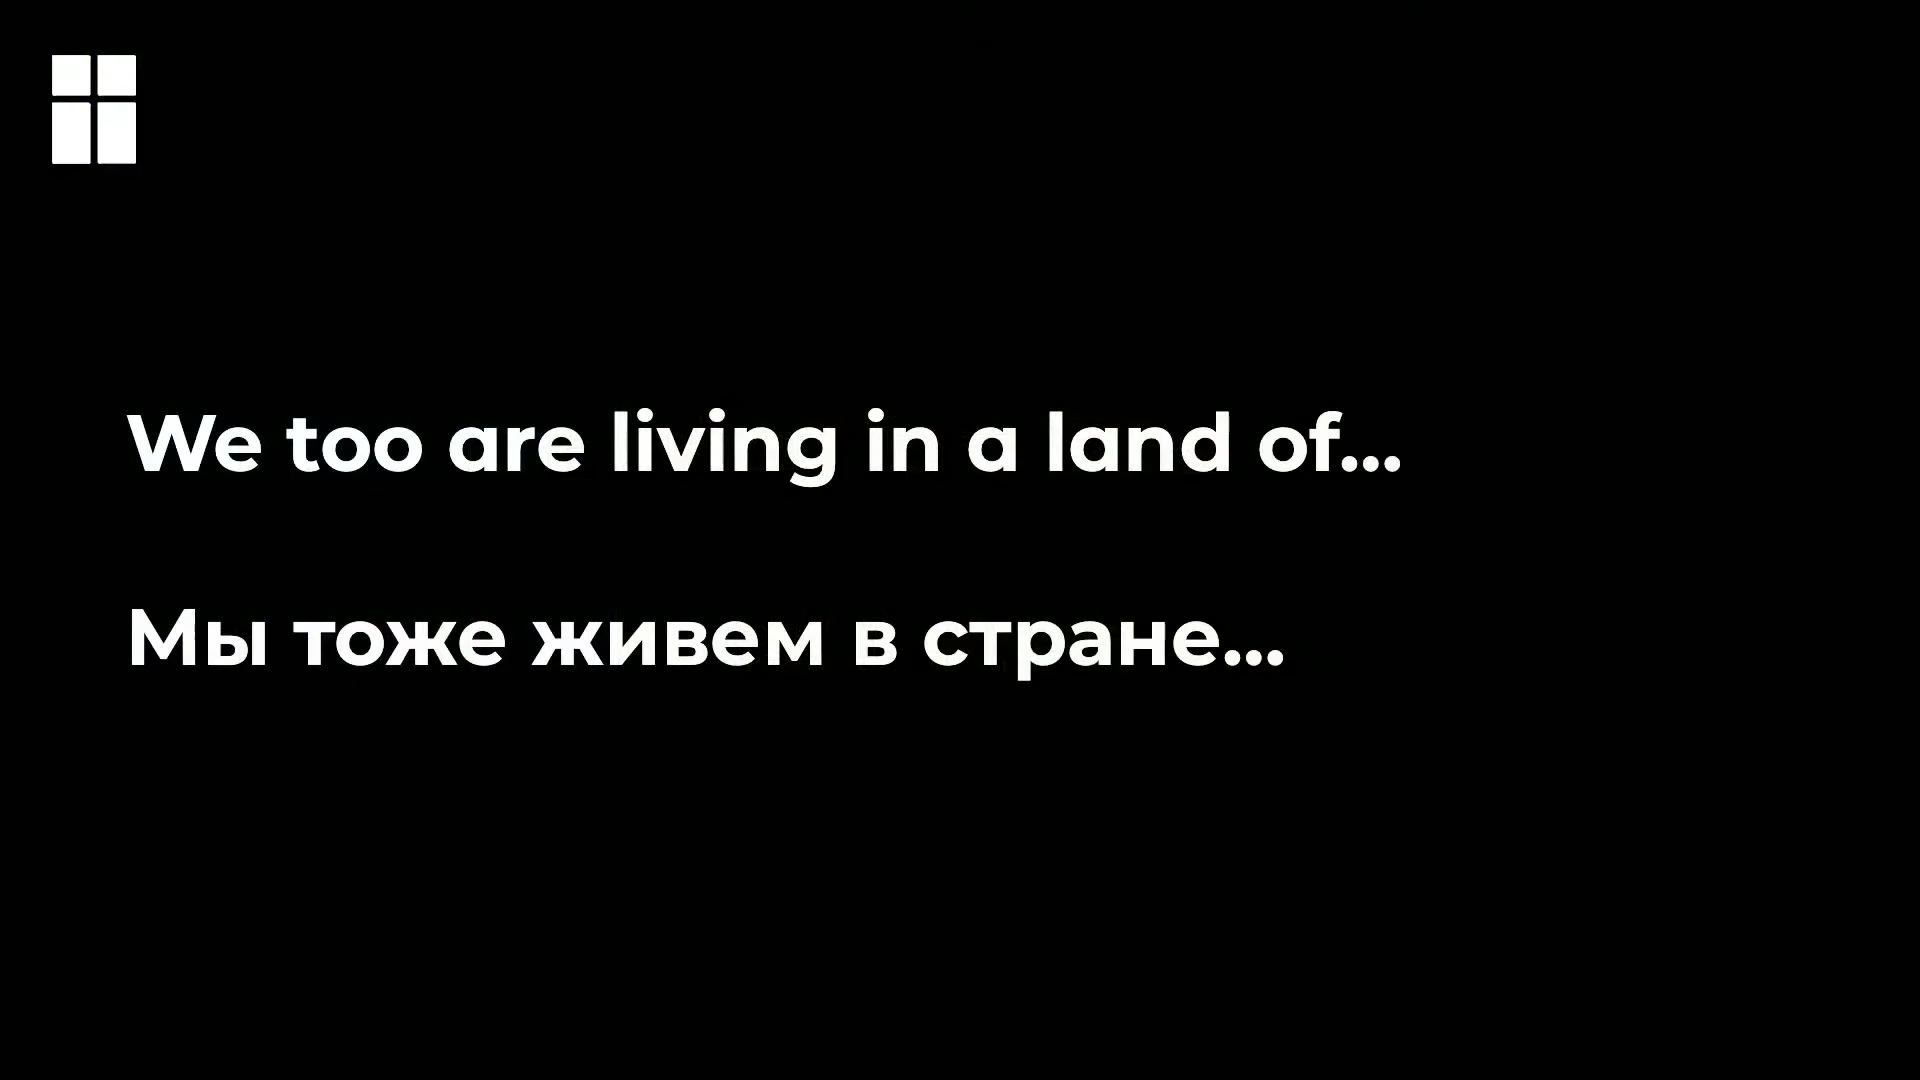 We too are living in a land of...
Мы тоже живем в стране...